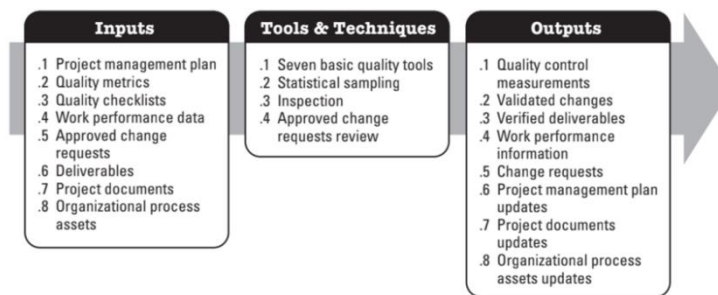 Inputs
.1 Project management plan
.2 Quality metrics
.3 Quality checklists
.4 Work performance data
.5 Approved change
requests
.6 Deliverables
.7 Project documents
.8 Organizational process
assets
Tools & Techniques
.1 Seven basic quality tools
.2 Statistical sampling
.3 Inspection
.4 Approved change
requests review
Outputs
.1 Quality control
measurements
.2 Validated changes
.3 Verified deliverables
.4 Work performance
information
.5 Change requests
.6 Project management plan
updates
.7 Project documents
updates
.8 Organizational process
assets updates